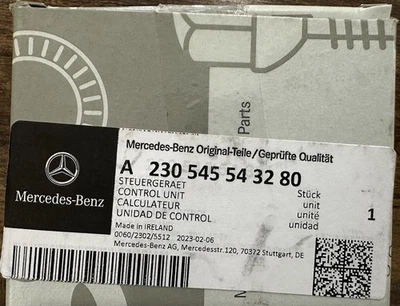 Parts
Mercedes-Benz Original-Teile/Geprüfte Qualität
Mercedes-Benz
A 230 545 54 32 80
STEUERGERAET
CONTROL UNIT
CALCULATEUR
UNIDAD DE CONTROL
Stück
unit
unité
unidad
1
Made in IRELAND
0060/2302/5512 2023-02-06
Mercedes-Benz AG, Mercedesstr.120, 70372 Stuttgart, DE